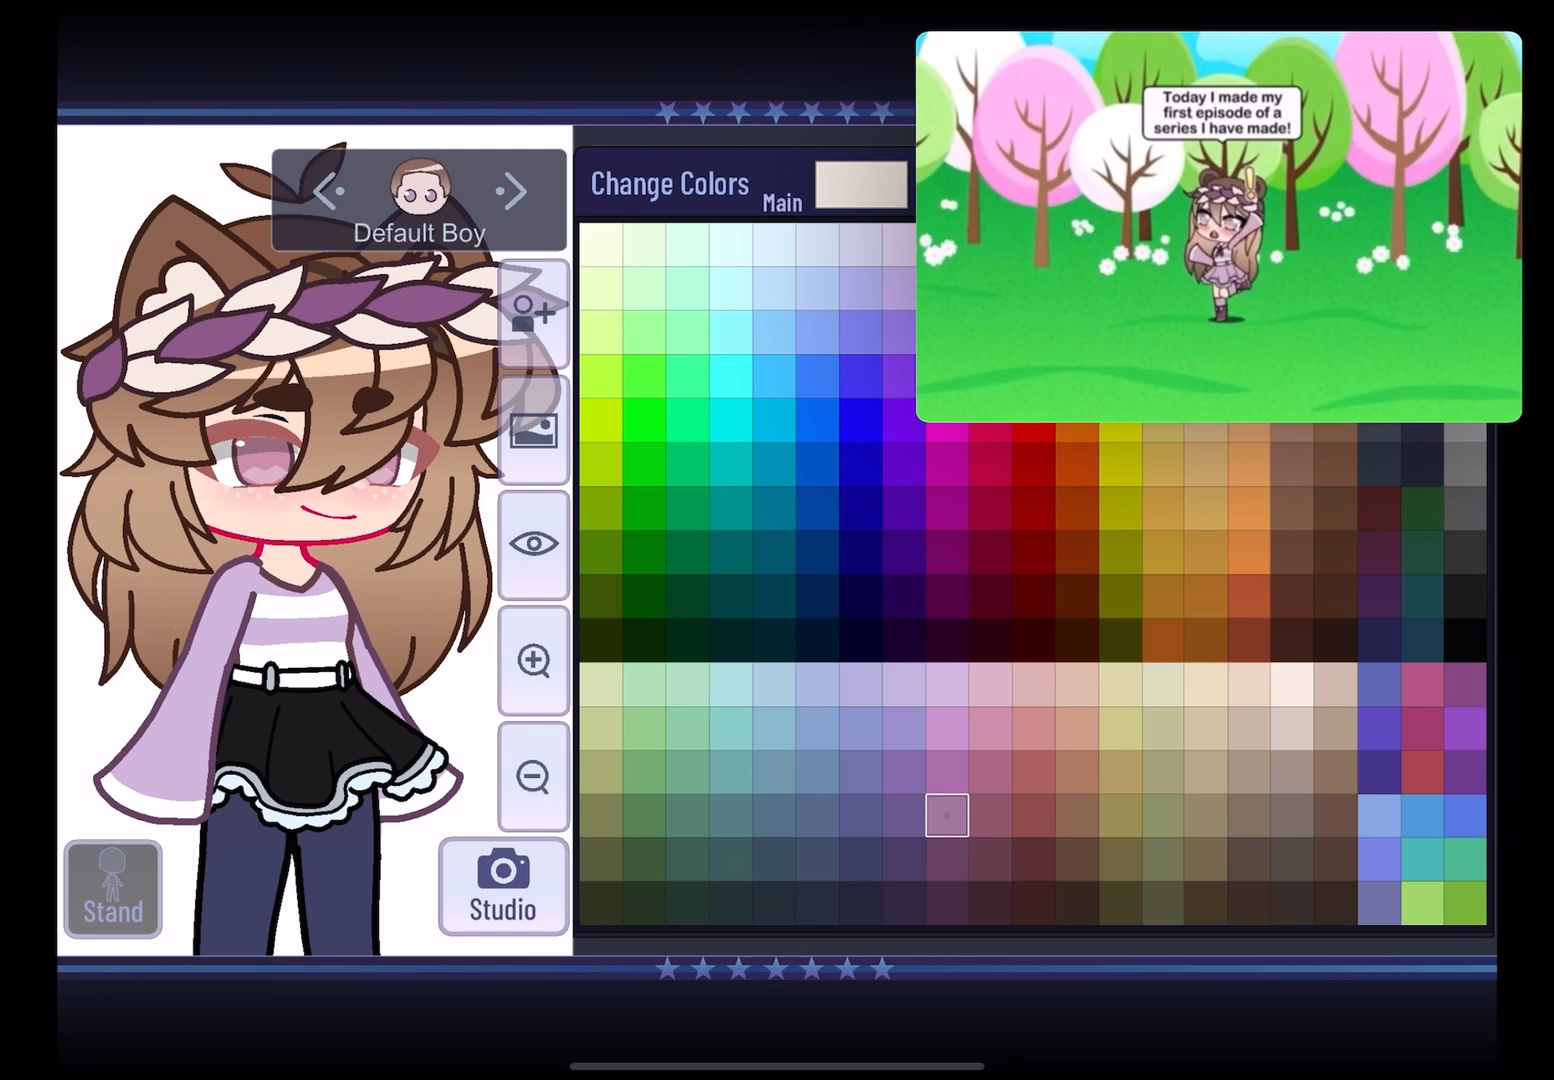 Default Boy
Change Colors
Main
Today I made my
first episode of a
series I have made!
Stand
Studio